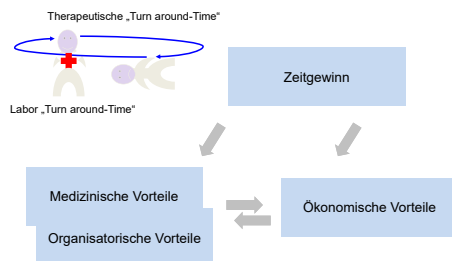 Therapeutische „Turn around-Time“
Zeitgewinn
Labor „Turn around-Time“
Medizinische Vorteile
Ökonomische Vorteile
Organisatorische Vorteile